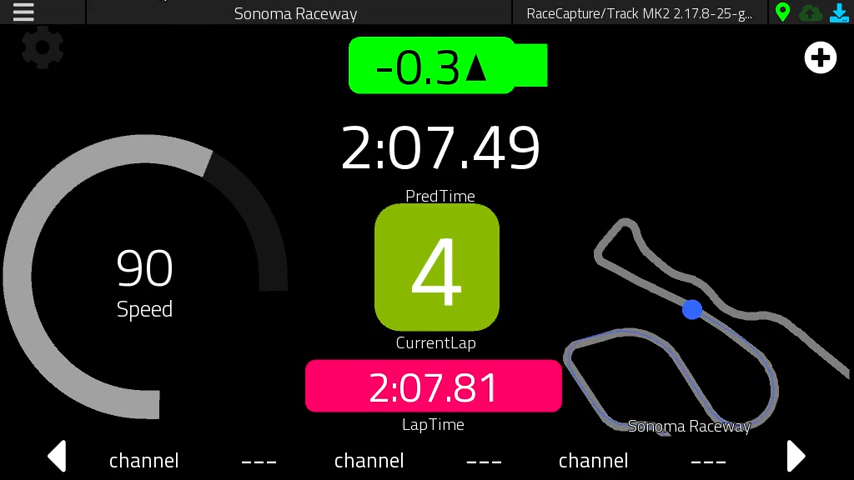 Sonoma Raceway
RaceCapture/Track MK2 2.17.8-25-g...
-0.3▲
2:07.49
PredTime
90
Speed
4
CurrentLap
2:07.81
LapTime
Sonoma Raceway
channel --- channel --- channel ---